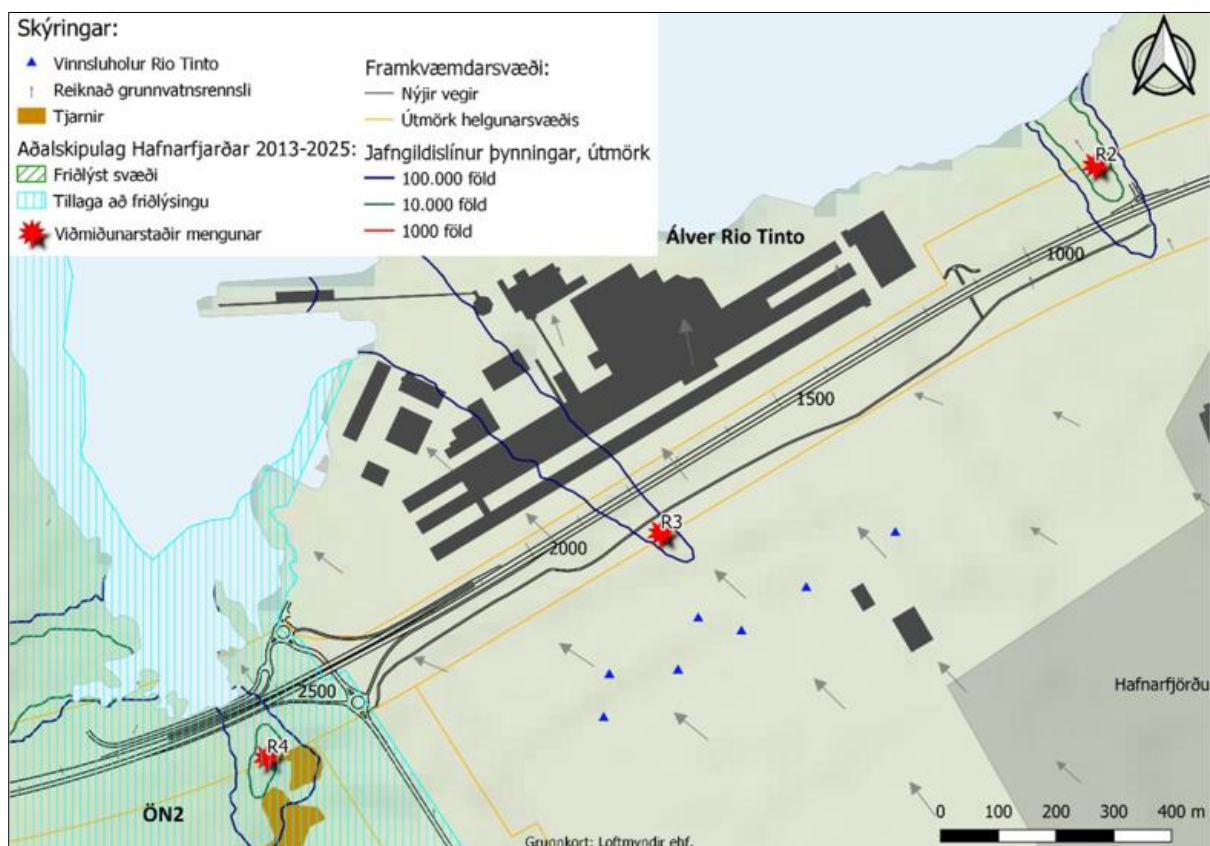 Skýringar:
Vinnsluholur Rio Tinto
Reiknað grunnvatnsrennsli
Tjarnir
Aðalskipulag Hafnarfjarðar 2013-2025:
Friðlýst svæði
Tillaga að friðlýsingu
Viðmiðunarstaðir mengunar
Framkvæmdarsvæði:
Nýjir vegir
Útmörk helgunarsvæðis
Jafngildislínur þynningar, útmörk
100.000 föld
10.000 föld
1000 föld
R2
Álver Rio Tinto
1000
1500
R3
2000
Hafnarfjörðu
2500
R4
ÖN2
0 100 200 300 400 m
Grunnkort: Loftmyndir ehf.